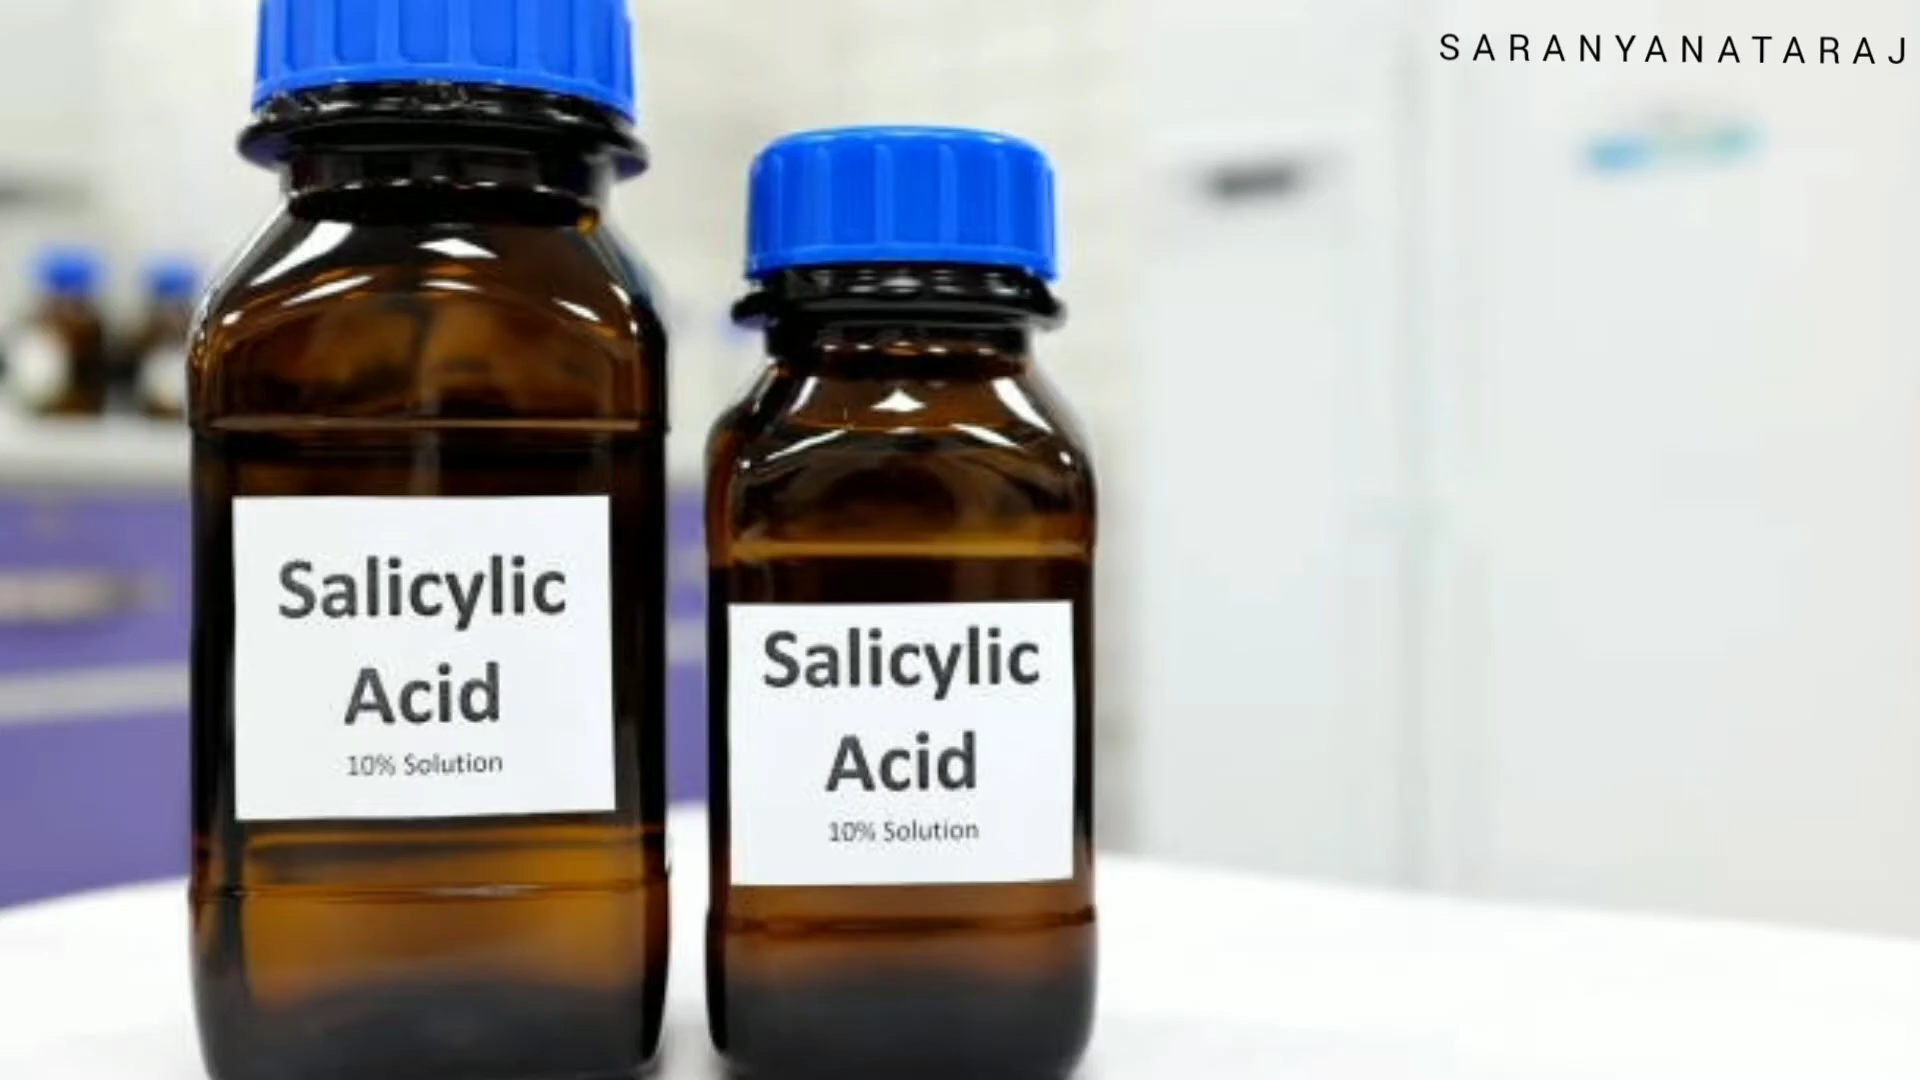 SARANYANATARAJ
Salicylic
Acid
10% Solution
Salicylic
Acid
10% Solution